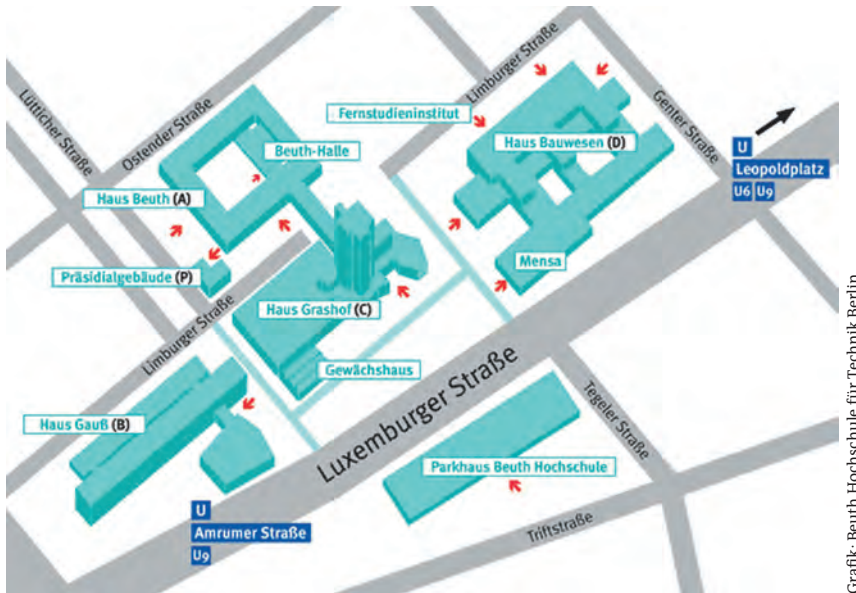 Limburger Straße
Lütticher Straße
Ostender Straße
Genter Straße
Fernstudieninstitut
Haus Bauwesen (D)
Beuth-Halle
U
Leopoldplatz
U6 U9
Haus Beuth (A)
Präsidialgebäude (P)
Mensa
Haus Grashof (C)
Limburger Straße
Gewächshaus
Luxemburger Straße
Tegeler Straße
Haus Gauß (B)
Parkhaus Beuth Hochschule
U
Amrumer Straße
U9
Triftstraße
Grafik: Beuth Hochschule für Technik Berlin